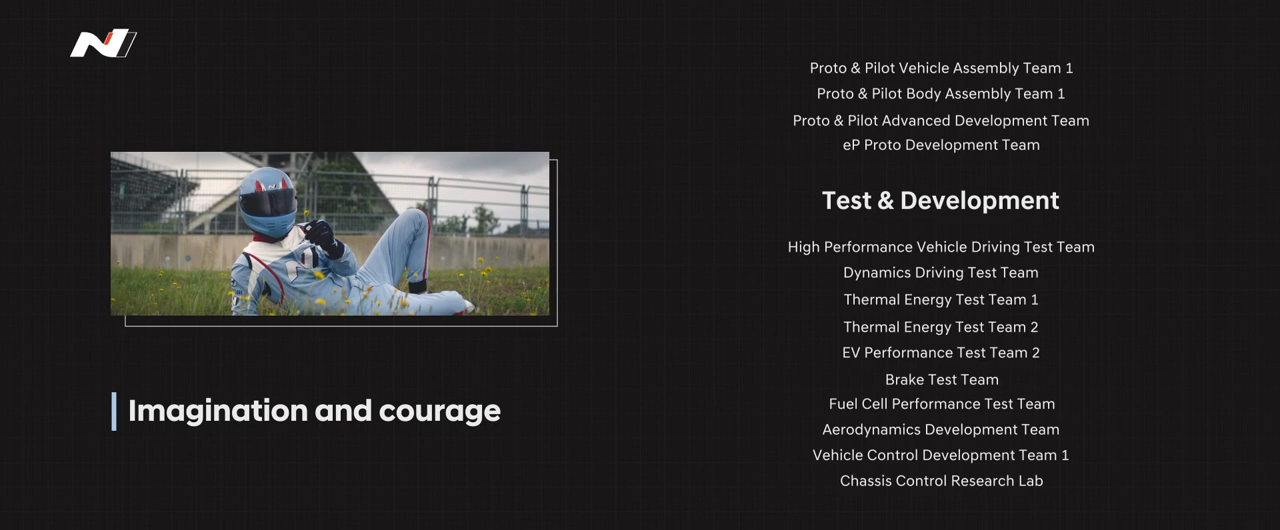 N
Imagination and courage
Proto & Pilot Vehicle Assembly Team 1
Proto & Pilot Body Assembly Team 1
Proto & Pilot Advanced Development Team
eP Proto Development Team
Test & Development
High Performance Vehicle Driving Test Team
Dynamics Driving Test Team
Thermal Energy Test Team 1
Thermal Energy Test Team 2
EV Performance Test Team 2
Brake Test Team
Fuel Cell Performance Test Team
Aerodynamics Development Team
Vehicle Control Development Team 1
Chassis Control Research Lab